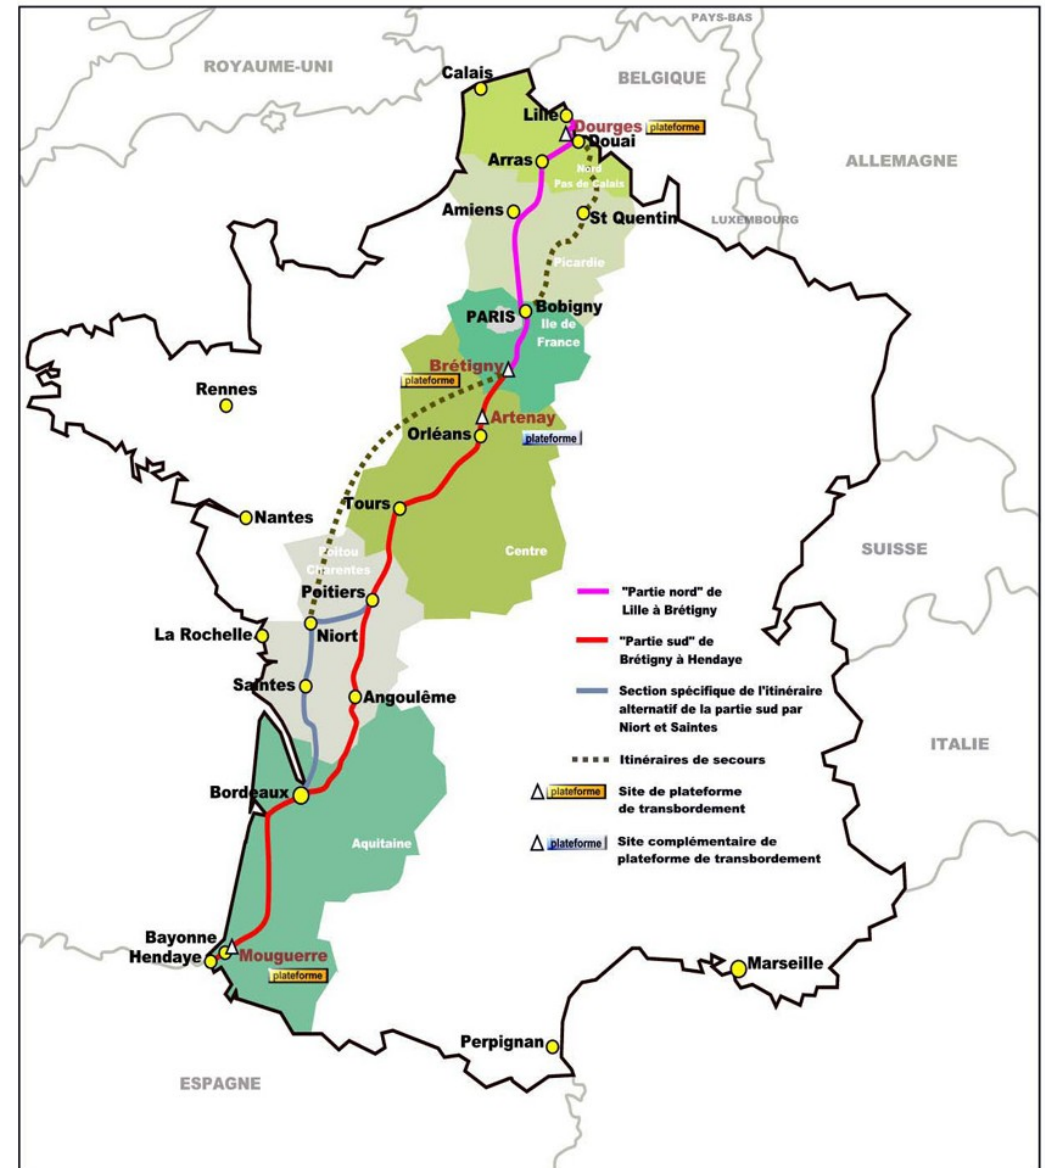 PAYS-BAS
ROYAUME-UNI
Calais
BELGIQUE
Lille
Dourges plateforme
Douai
Arras
ALLEMAGNE
Nord
Pas de Calais
Amiens
St Quentin
LUXEMBOURG
Picardie
PARIS
Bobigny
Ile de
France
Brétigny
plateforme
Rennes
Artenay
Orléans
plateforme
Tours
Nantes
Centre
SUISSE
Poitou
Charentes
Poitiers
"Partie nord" de
Lille à Brétigny
La Rochelle
Niort
"Partie sud" de
Brétigny à Hendaye
Saintes
Angoulême
Section spécifique de l'itinéraire
alternatif de la partie sud par
Niort et Saintes
ITALIE
Itinéraires de secours
Bordeaux
plateforme
Site de plateforme
de transbordement
Aquitaine
plateforme
Site complémentaire de
plateforme de transbordement
Bayonne
Hendaye
Mouguerre
plateforme
Marseille
Perpignan
ESPAGNE